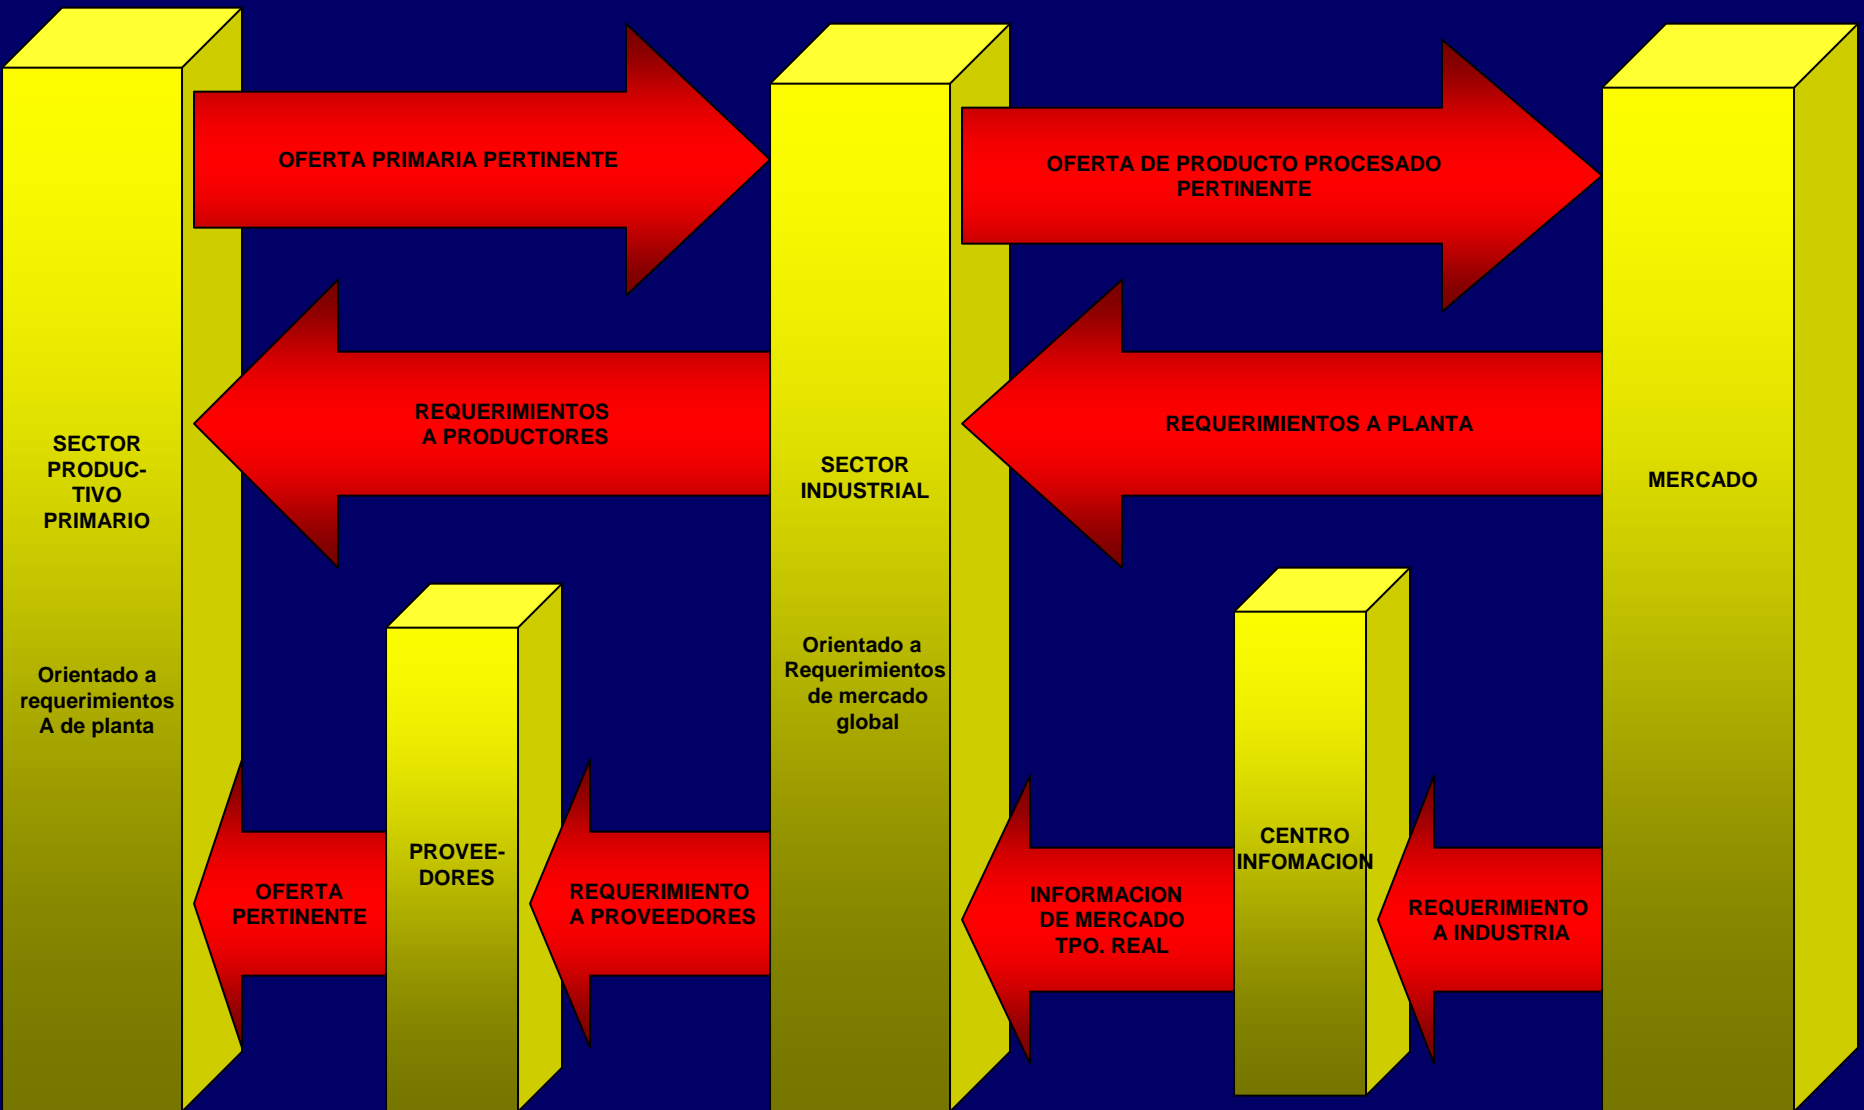 OFERTA PRIMARIA PERTINENTE
OFERTA DE PRODUCTO PROCESADO
PERTINENTE
REQUERIMIENTOS
A PRODUCTORES
REQUERIMIENTOS A PLANTA
SECTOR
PRODUC-
TIVO
PRIMARIO
SECTOR
INDUSTRIAL
MERCADO
Orientado a
requerimientos
A de planta
Orientado a
Requerimientos
de mercado
global
OFERTA
PERTINENTE
PROVEE-
DORES
REQUERIMIENTO
A PROVEEDORES
INFORMACION
DE MERCADO
TPO. REAL
CENTRO
INFOMACION
REQUERIMIENTO
A INDUSTRIA